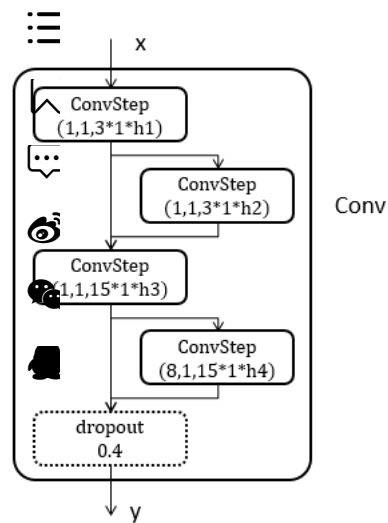 x
ConvStep
(1,1,3*1*h1)
ConvStep
(1,1,3*1*h2)
Conv
ConvStep
(1,1,15*1*h3)
ConvStep
(8,1,15*1*h4)
dropout
0.4
y